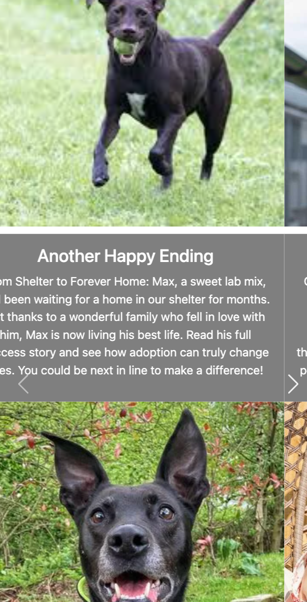 Another Happy Ending
om Shelter to Forever Home: Max, a sweet lab mix,
been waiting for a home in our shelter for months.
t thanks to a wonderful family who fell in love with
him, Max is now living his best life. Read his full
cess story and see how adoption can truly change
es. You could be next in line to make a difference!
th
p